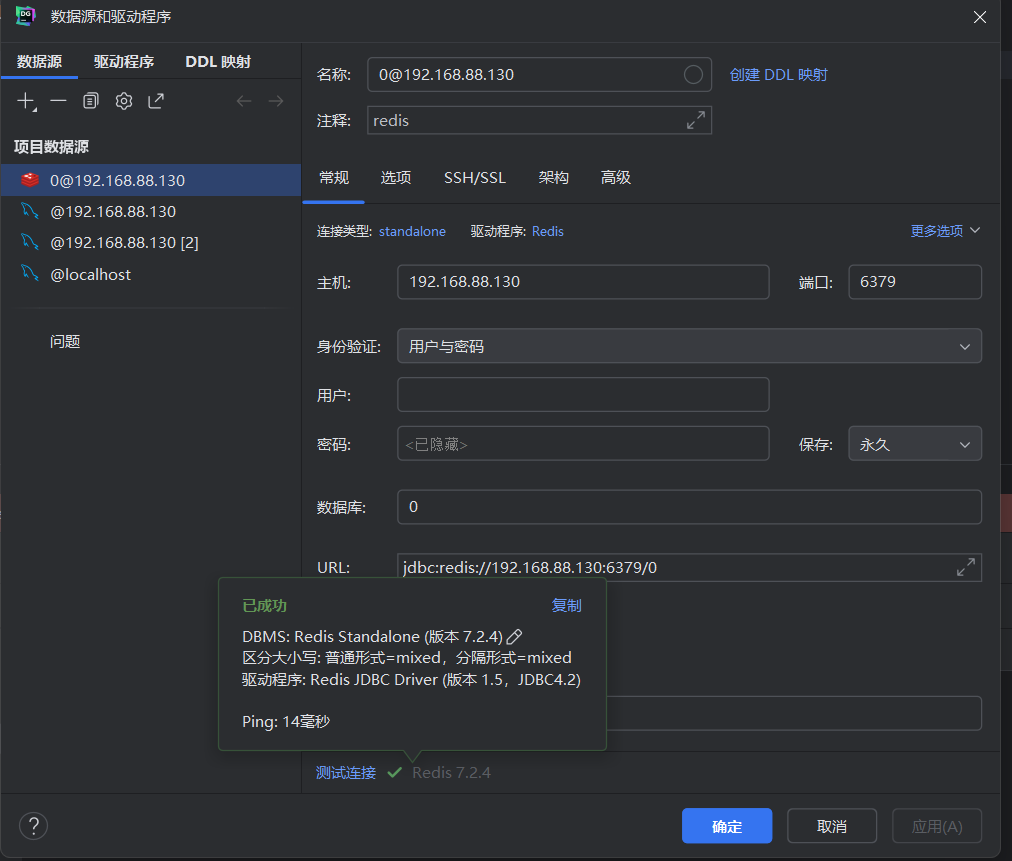 DG
数据源和驱动程序
数据源 驱动程序 DDL 映射
项目数据源
0@192.168.88.130
@192.168.88.130
@192.168.88.130 [2]
@localhost
问题
名称: 0@192.168.88.130 创建 DDL 映射
注释: redis
常规 选项 SSH/SSL 架构 高级
连接类型: standalone 驱动程序: Redis 更多选项
主机: 192.168.88.130 端口: 6379
身份验证: 用户与密码
用户:
密码: <已隐藏> 保存: 永久
数据库: 0
URL: jdbc:redis://192.168.88.130:6379/0
已成功 复制
DBMS: Redis Standalone (版本 7.2.4)
区分大小写: 普通形式=mixed，分隔形式=mixed
驱动程序: Redis JDBC Driver (版本 1.5，JDBC4.2)
Ping: 14毫秒
测试连接 Redis 7.2.4
? 确定 取消 应用(A)